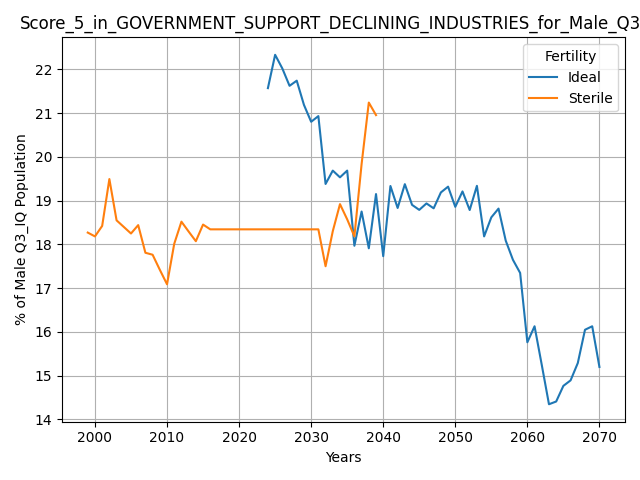 Score_5_in_GOVERNMENT_SUPPORT_DECLINING_INDUSTRIES_for_Male_Q3
Fertility
Ideal
Sterile
% of Male Q3_IQ Population
22
21
20
19
18
17
16
15
14
2000 2010 2020 2030 2040 2050 2060 2070
Years